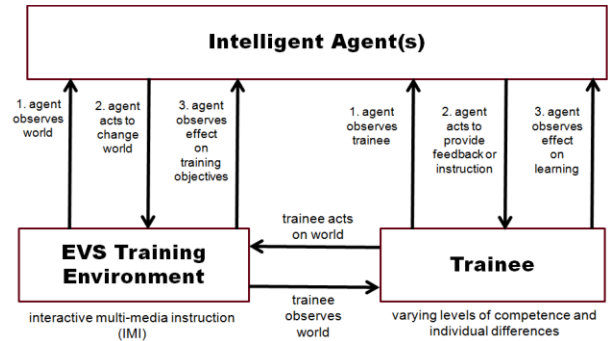 Intelligent Agent(s)
1. agent
observes
world
2. agent
acts to
change
world
3. agent
observes
effect
on
training
objectives
1. agent
observes
trainee
2. agent
acts to
provide
feedback or
instruction
3. agent
observes
effect
on
learning
trainee acts
on world
EVS Training
Environment
Trainee
trainee
observes
world
interactive multi-media instruction
(IMI)
varying levels of competence and
individual differences